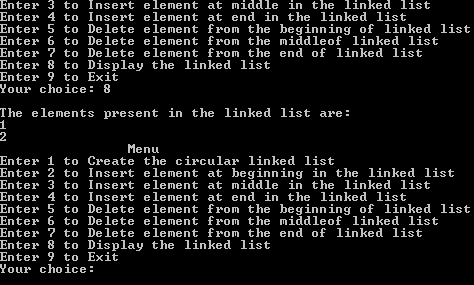 Enter 3 to Insert element at middle in the linked list
Enter 4 to Insert element at end in the linked list
Enter 5 to Delete element from the beginning of linked list
Enter 6 to Delete element from the middleof linked list
Enter 7 to Delete element from the end of linked list
Enter 8 to Display the linked list
Enter 9 to Exit
Your choice: 8
The elements present in the linked list are:
1
2
Menu
Enter 1 to Create the circular linked list
Enter 2 to Insert element at beginning in the linked list
Enter 3 to Insert element at middle in the linked list
Enter 4 to Insert element at end in the linked list
Enter 5 to Delete element from the beginning of linked list
Enter 6 to Delete element from the middleof linked list
Enter 7 to Delete element from the end of linked list
Enter 8 to Display the linked list
Enter 9 to Exit
Your choice: